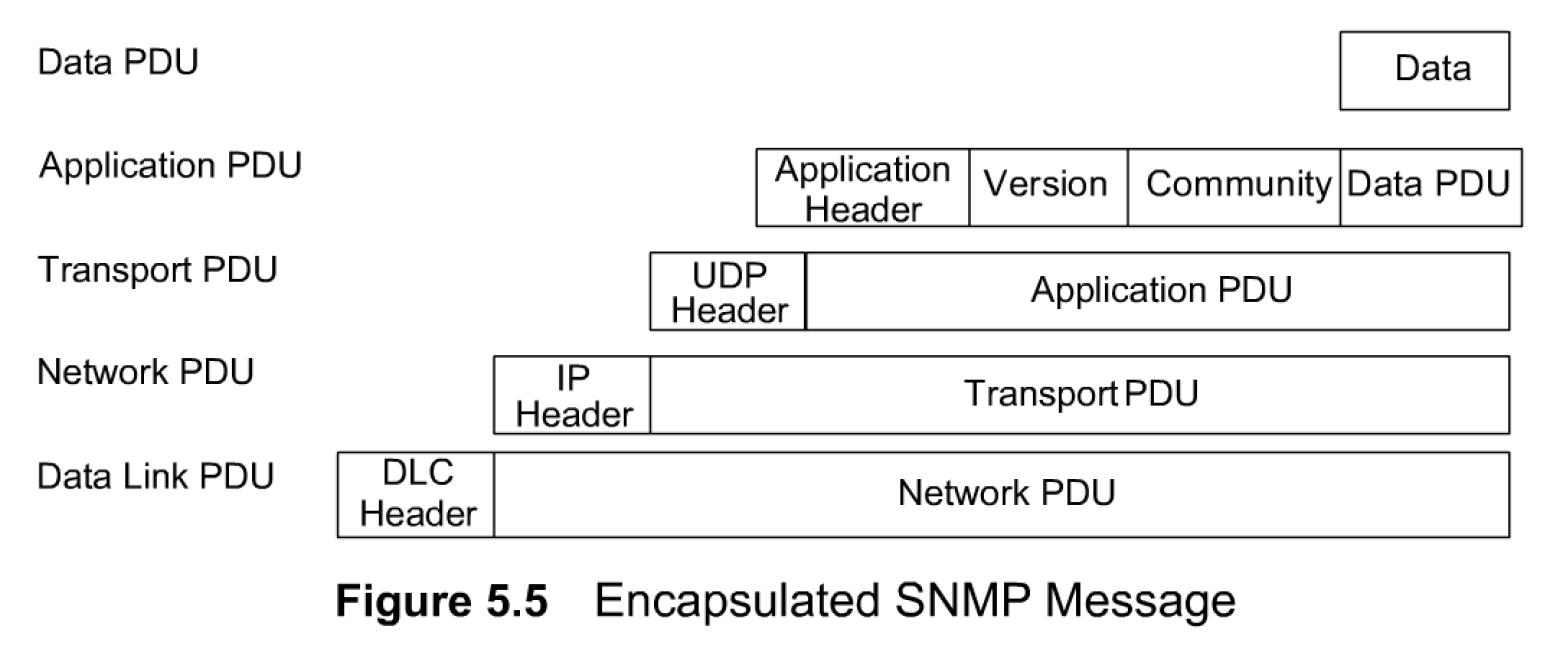 Data PDU
Data
Application PDU
Application
Header
Version
Community
Data PDU
Transport PDU
UDP
Header
Application PDU
Network PDU
IP
Header
Transport PDU
Data Link PDU
DLC
Header
Network PDU
Figure 5.5 Encapsulated SNMP Message